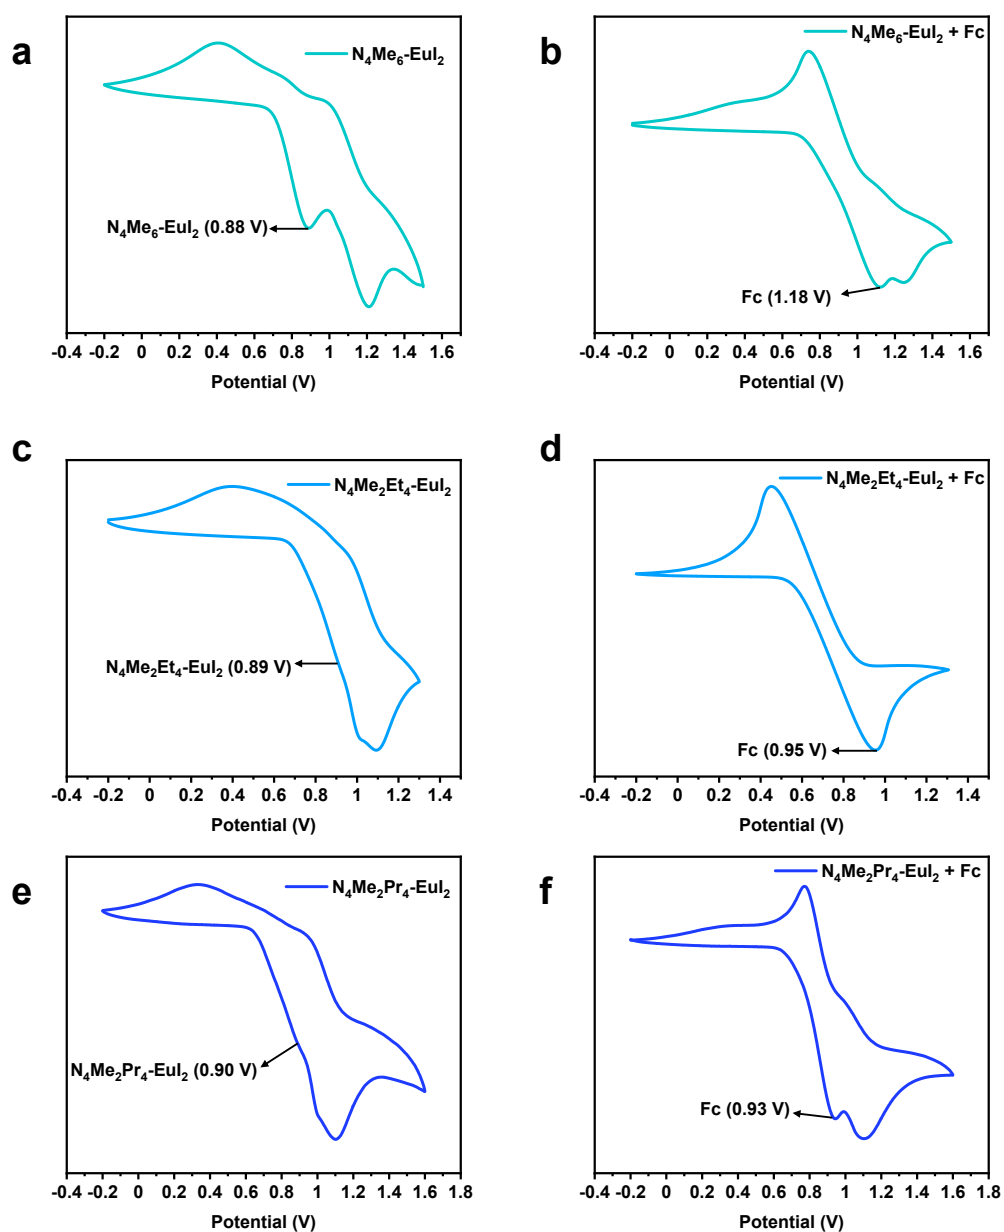 a
N₄Me₆-EuI₂
N₄Me₆-EuI₂ (0.88 V)
-0.4 -0.2 0 0.2 0.4 0.6 0.8 1 1.2 1.4 1.6
Potential (V)
b
N₄Me₆-EuI₂ + Fc
Fc (1.18 V)
-0.4 -0.2 0 0.2 0.4 0.6 0.8 1 1.2 1.4 1.6
Potential (V)
c
N₄Me₂Et₄-EuI₂
N₄Me₂Et₄-EuI₂ (0.89 V)
-0.4 -0.2 0 0.2 0.4 0.6 0.8 1 1.2 1.4
Potential (V)
d
N₄Me₂Et₄-EuI₂ + Fc
Fc (0.95 V)
-0.4 -0.2 0 0.2 0.4 0.6 0.8 1 1.2 1.4
Potential (V)
e
N₄Me₂Pr₄-EuI₂
N₄Me₂Pr₄-EuI₂ (0.90 V)
-0.4 -0.2 0 0.2 0.4 0.6 0.8 1 1.2 1.4 1.6 1.8
Potential (V)
f
N₄Me₂Pr₄-EuI₂ + Fc
Fc (0.93 V)
-0.4 -0.2 0 0.2 0.4 0.6 0.8 1 1.2 1.4 1.6 1.8
Potential (V)